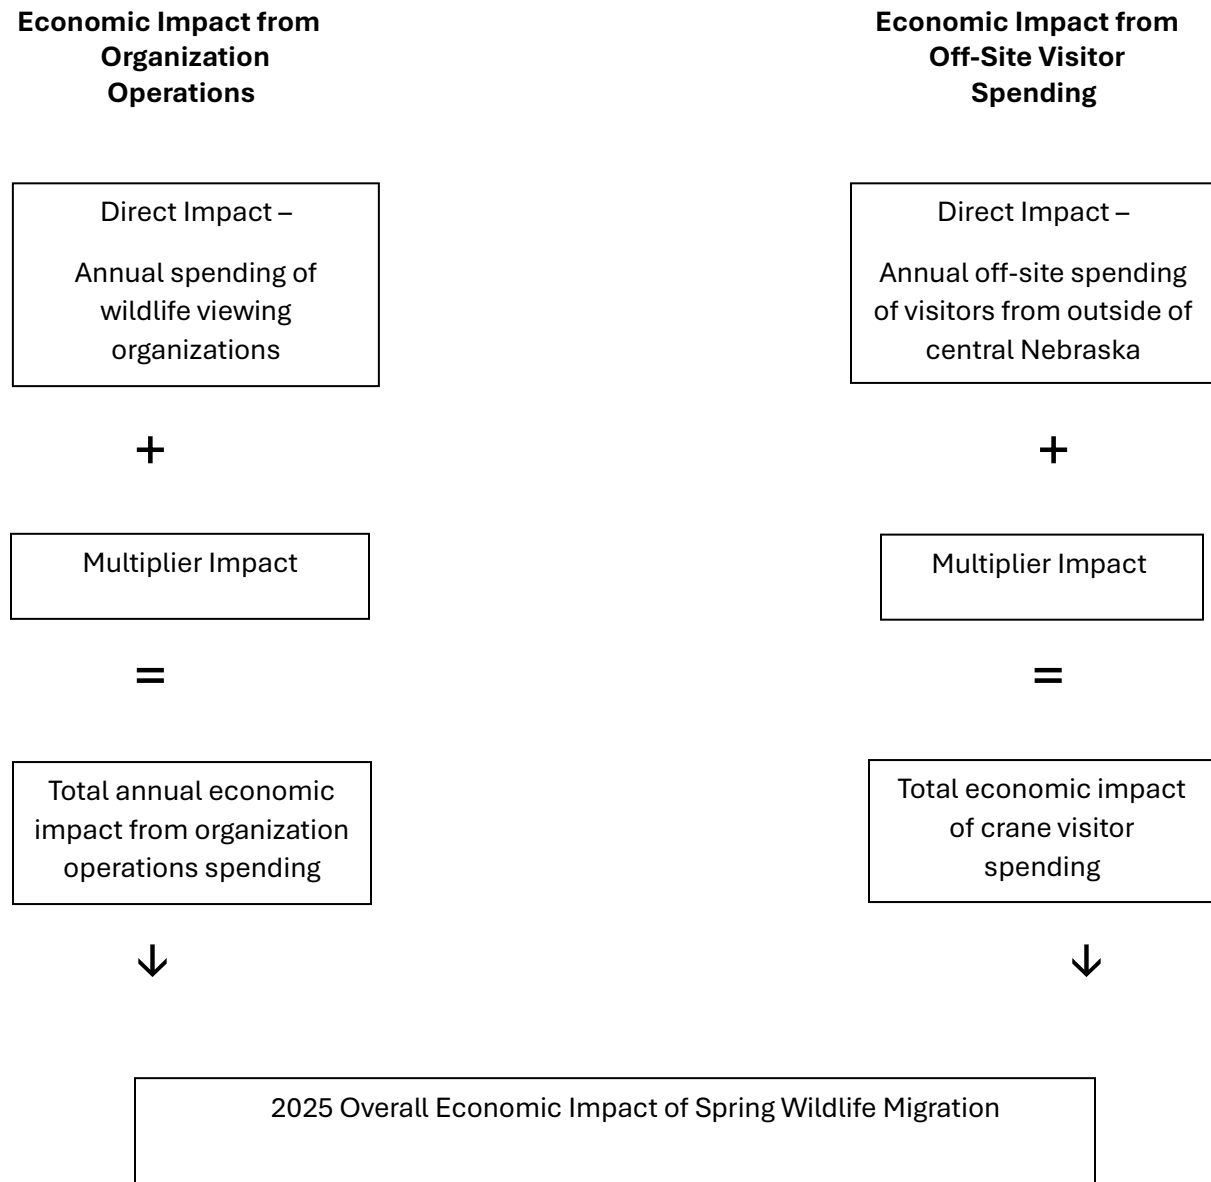 Economic Impact from
Organization
Operations
Economic Impact from
Off-Site Visitor
Spending
Direct Impact –
Annual spending of
wildlife viewing
organizations
Direct Impact –
Annual off-site spending
of visitors from outside of
central Nebraska
+
+
Multiplier Impact
Multiplier Impact
=
=
Total annual economic
impact from organization
operations spending
Total economic impact
of crane visitor
spending
↓
↓
2025 Overall Economic Impact of Spring Wildlife Migration